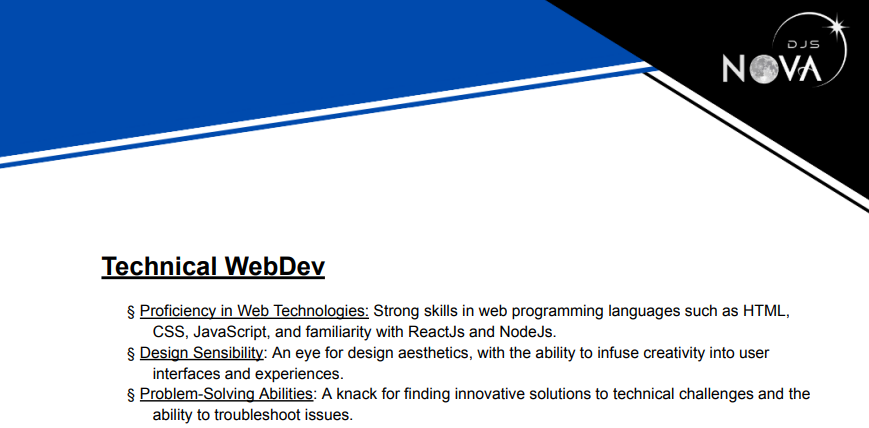 DJS
NOVA
Technical WebDev
§ Proficiency in Web Technologies: Strong skills in web programming languages such as HTML,
CSS, JavaScript, and familiarity with ReactJs and NodeJs.
§ Design Sensibility: An eye for design aesthetics, with the ability to infuse creativity into user
interfaces and experiences.
§ Problem-Solving Abilities: A knack for finding innovative solutions to technical challenges and the
ability to troubleshoot issues.